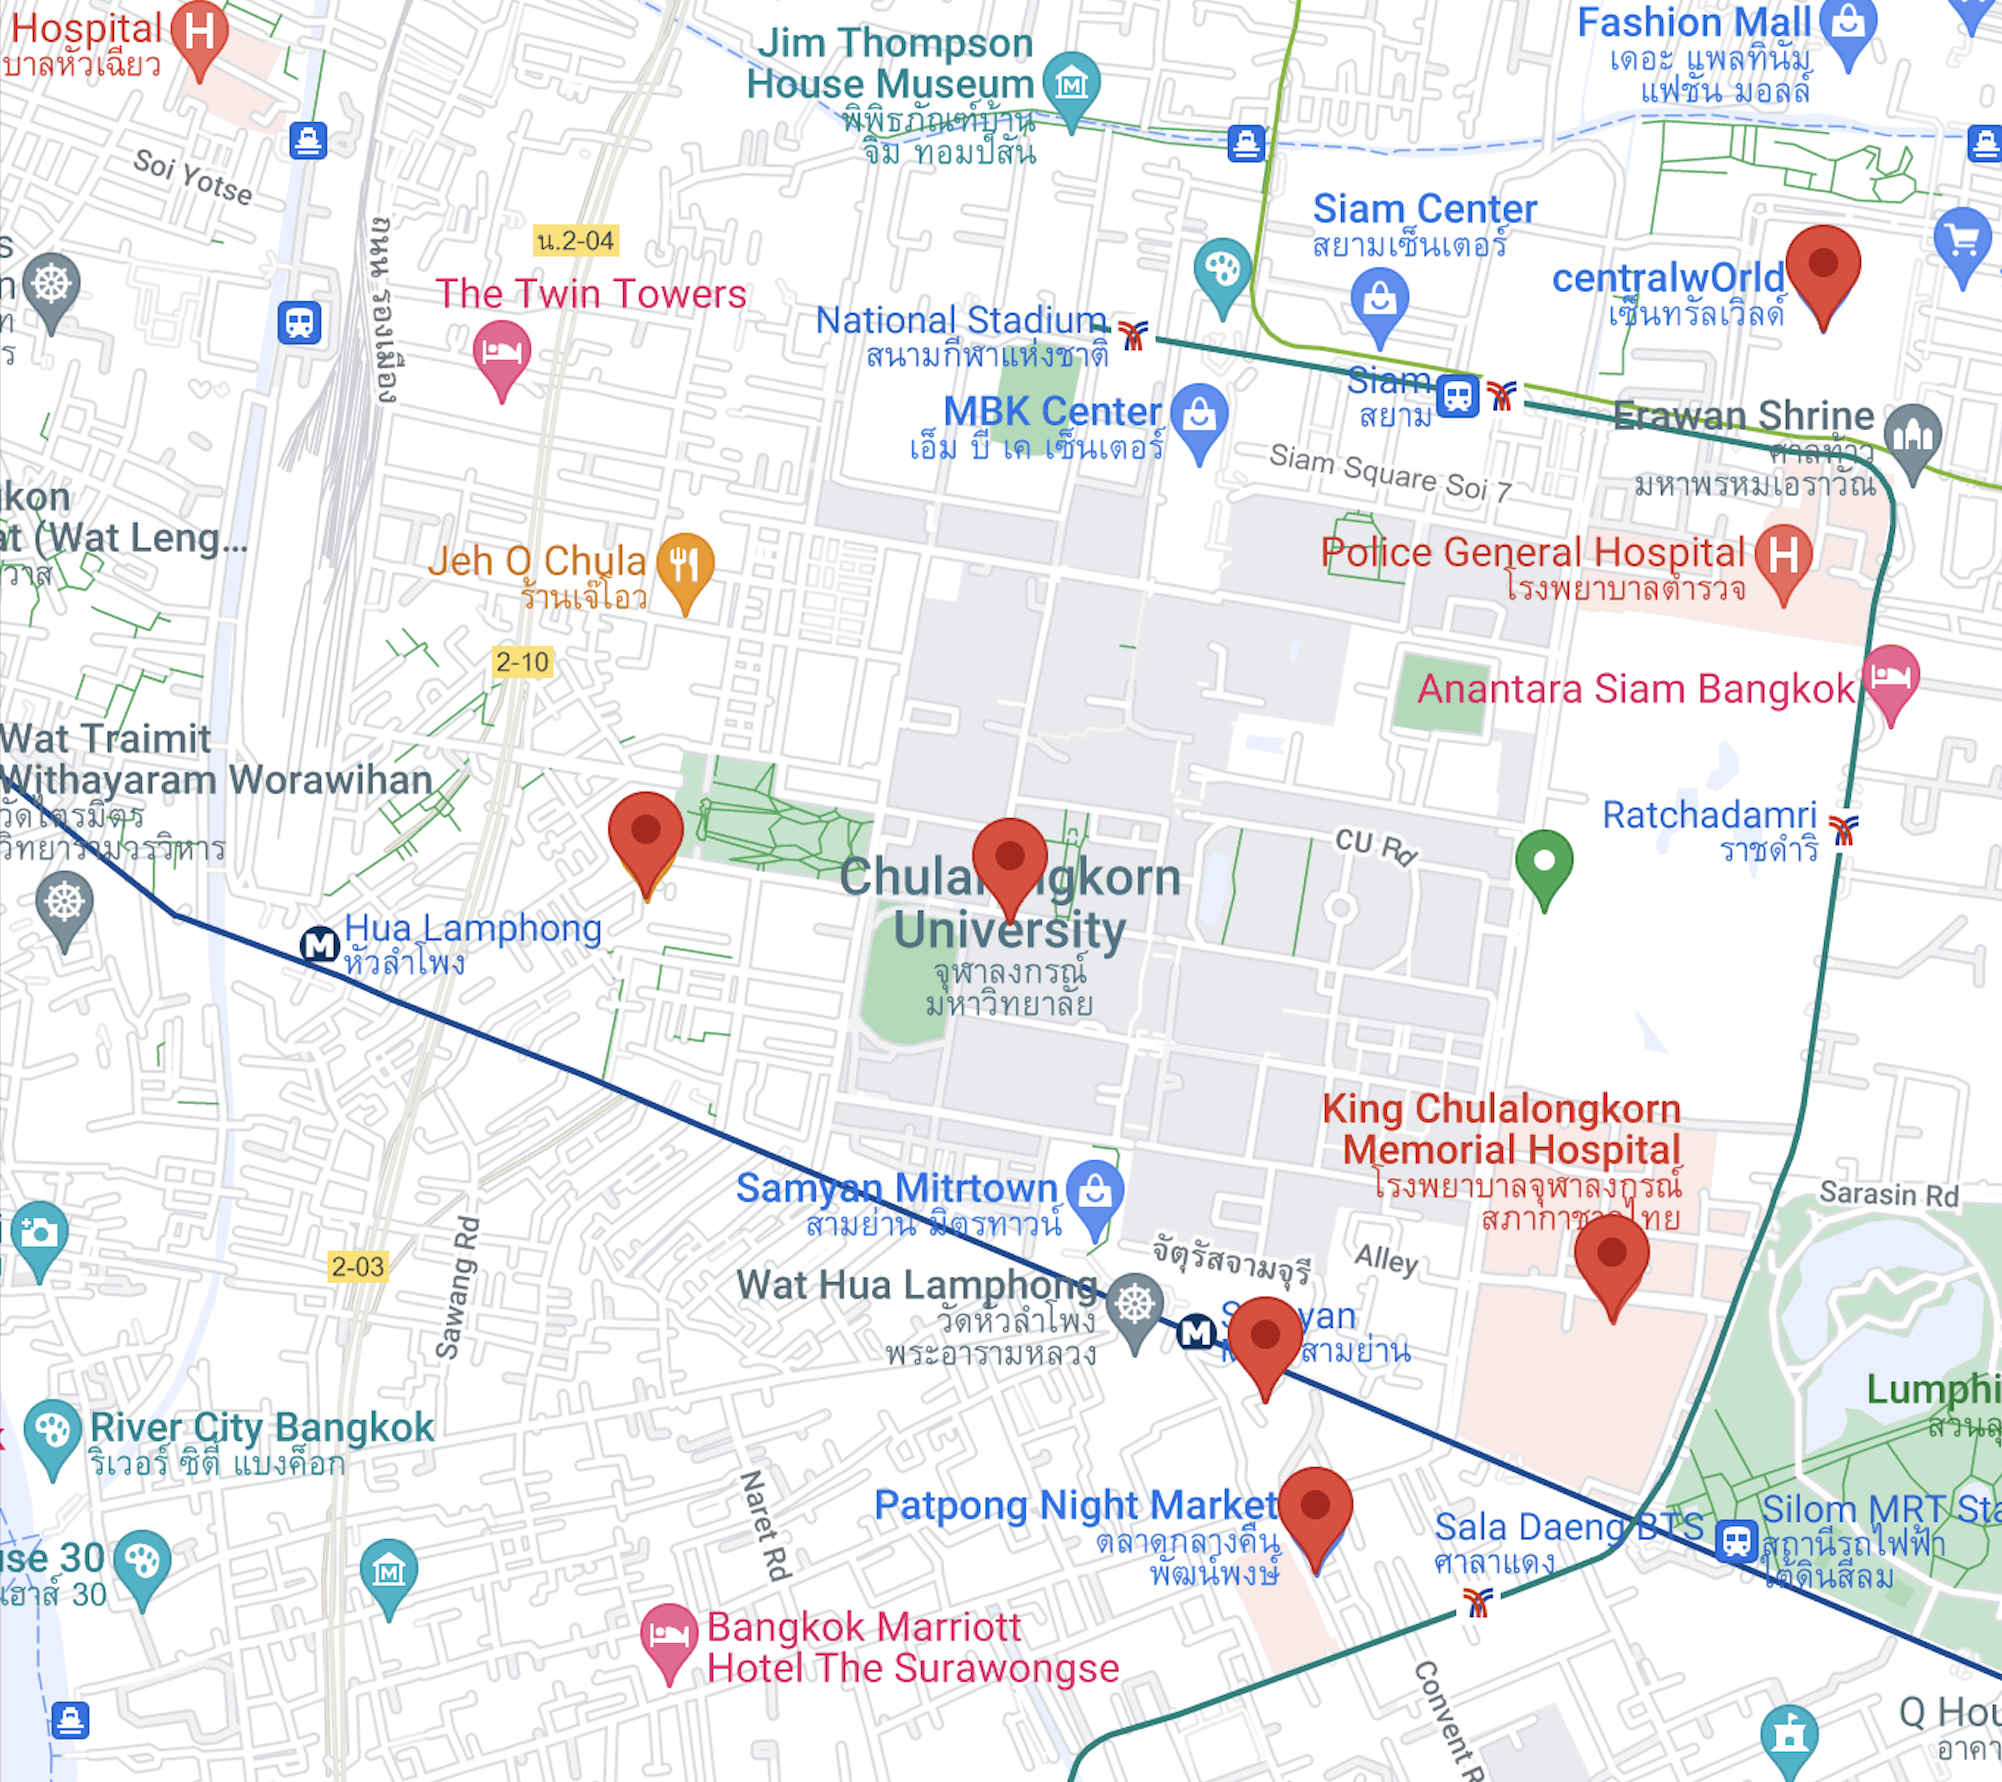 Hospital
บาลหัวเฉียว
Soi Yotse
Jim Thompson
House Museum
พิพิธภัณฑ์บ้าน
จิม ทอมป์สัน
Fashion Mall
เดอะ แพลทินัม
แฟชั่น มอลล์
น.2-04
ถนน รองเมือง
The Twin Towers
Siam Center
สยามเซ็นเตอร์
centralwOrld
เซ็นทรัลเวิลด์
National Stadium
สนามกีฬาแห่งชาติ
MBK Center
เอ็ม บี เค เซ็นเตอร์
Siam
สยาม
Erawan Shrine
ศาลท้าว
มหาพรหมเอราวัณ
Siam Square Soi 7
kon
at (Wat Leng...
วาส
Jeh O Chula
ร้านเจ๊โอว
Police General Hospital
โรงพยาบาลตำรวจ
2-10
Anantara Siam Bangkok
Wat Traimit
Withayaram Worawihan
วัดไตรมิตร
วิทยารามวรวิหาร
Ratchadamri
ราชดำริ
CU Rd
Chulalongkorn
University
จุฬาลงกรณ์
มหาวิทยาลัย
M Hua Lamphong
หัวลำโพง
King Chulalongkorn
Memorial Hospital
โรงพยาบาลจุฬาลงกรณ์
สภากาชาดไทย
Samyan Mitrtown
สามย่าน มิตรทาวน์
Sarasin Rd
จัตุรัสจามจุรี
Alley
2-03
Sawang Rd
Wat Hua Lamphong
วัดหัวลำโพง
พระอารามหลวง
M
yan
สามย่าน
Lumphi
River City Bangkok
ริเวอร์ ซิตี้ แบงค็อก
Naret Rd
Patpong Night Market
ตลาดกลางคืน
พัฒน์พงษ์
Sala Daeng BTS
ศาลาแดง
Silom MRT Sta
สถานีรถไฟฟ้า
ใต้ดินสีลม
se 30
เฮาส์ 30
Bangkok Marriott
Hotel The Surawongse
Convent R
Q Hou
อาคา